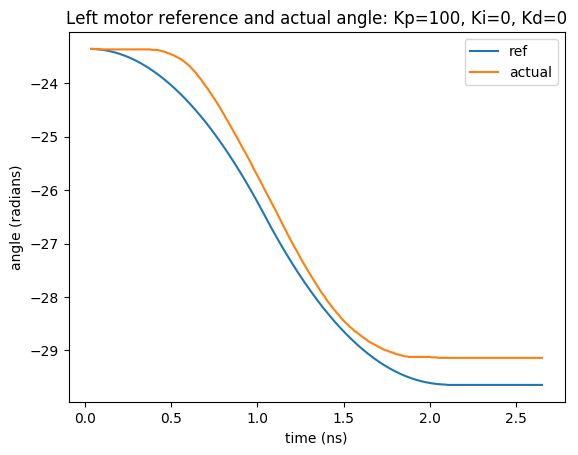 Left motor reference and actual angle: Kp=100, Ki=0, Kd=0
ref
actual
angle (radians)
−24
−25
−26
−27
−28
−29
0.0 0.5 1.0 1.5 2.0 2.5
time (ns)